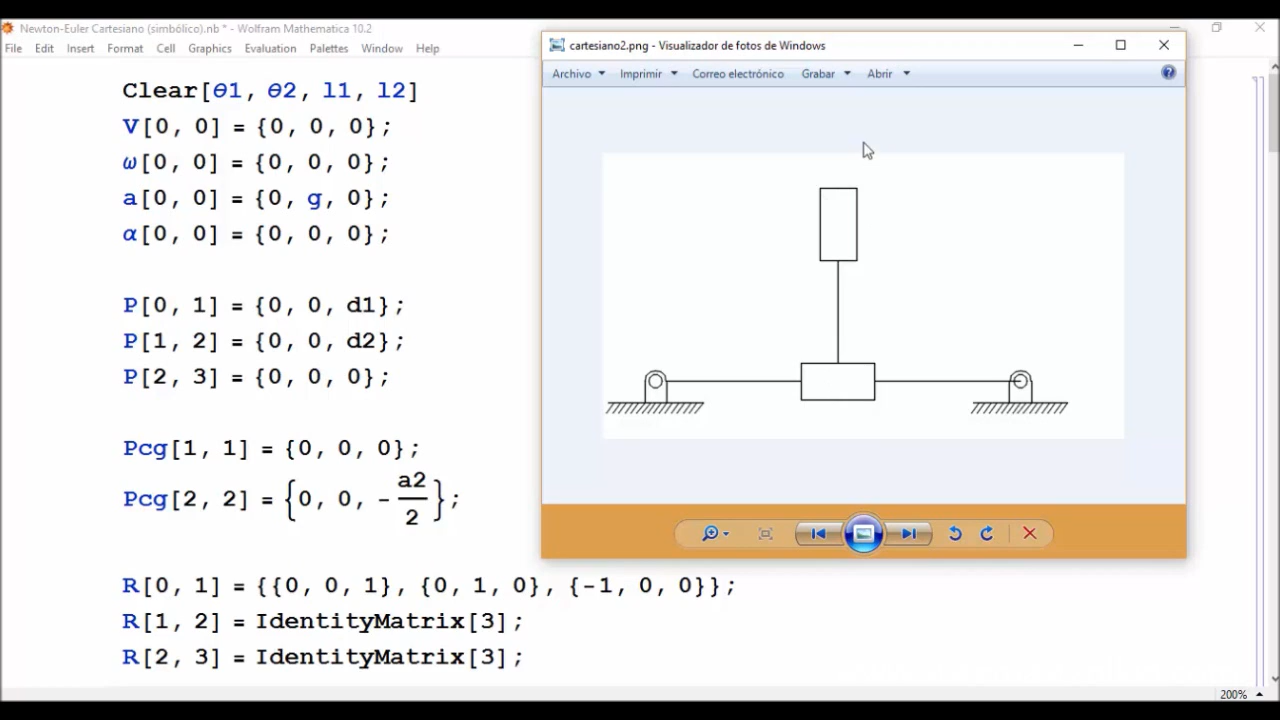 Newton-Euler Cartesiano (simbólico).nb * - Wolfram Mathematica 10.2
File Edit Insert Format Cell Graphics Evaluation Palettes Window Help
Clear[θ1, θ2, l1, l2]
V[0, 0] = {0, 0, 0};
ω[0, 0] = {0, 0, 0};
a[0, 0] = {0, g, 0};
α[0, 0] = {0, 0, 0};
P[0, 1] = {0, 0, d1};
P[1, 2] = {0, 0, d2};
P[2, 3] = {0, 0, 0};
Pcg[1, 1] = {0, 0, 0};
Pcg[2, 2] = {0, 0, - a2/2};
R[0, 1] = {{0, 0, 1}, {0, 1, 0}, {-1, 0, 0}};
R[1, 2] = IdentityMatrix[3];
R[2, 3] = IdentityMatrix[3];
cartesiano2.png - Visualizador de fotos de Windows
Archivo Imprimir Correo electrónico Grabar Abrir
200%